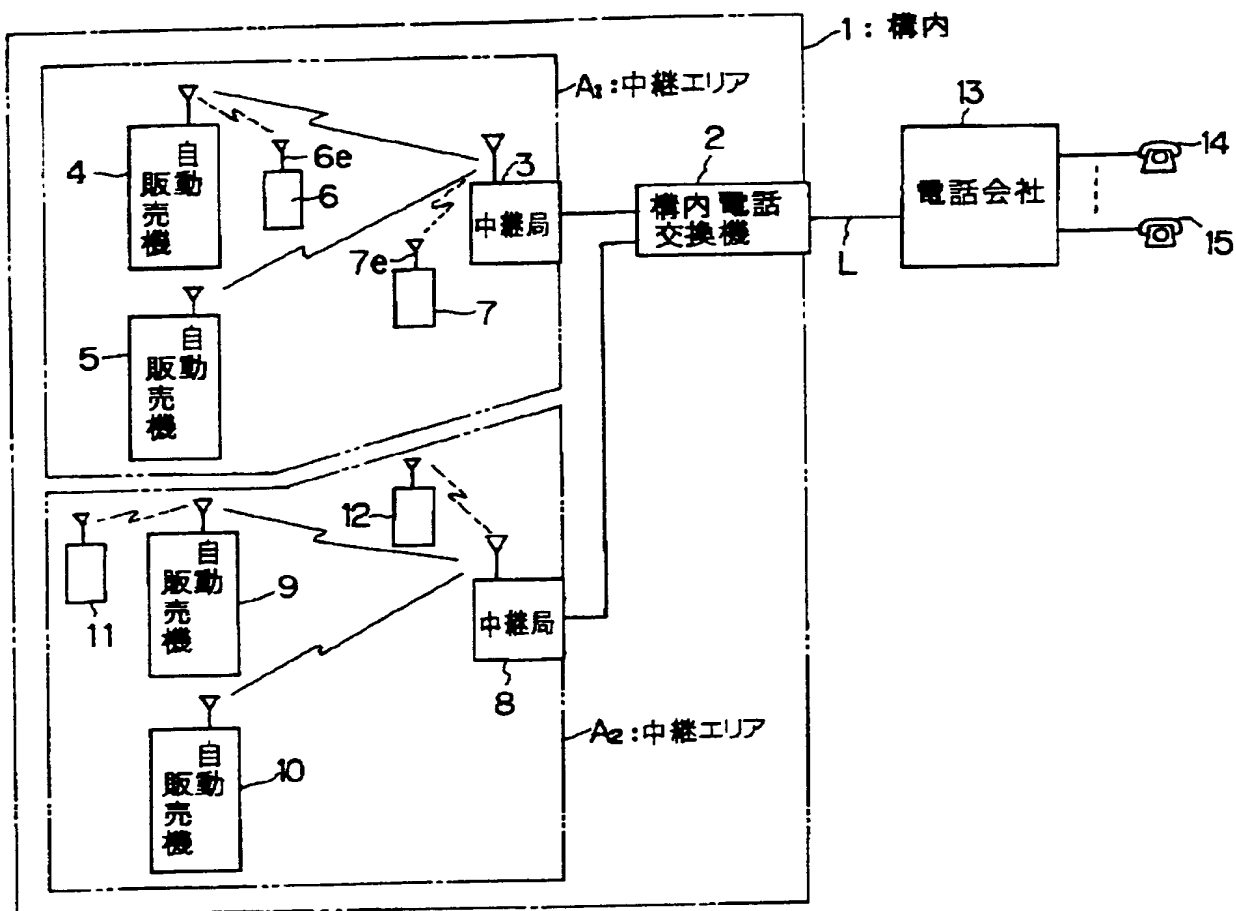 1:構内
A1:中継エリア
4
自動
販売機
6e
6
3
中継局
7e
7
5
自動
販売機
2
構内電話
交換機
L
13
電話会社
14
15
11
自動
販売機
9
12
中継局
8
A2:中継エリア
自動
販売機
10